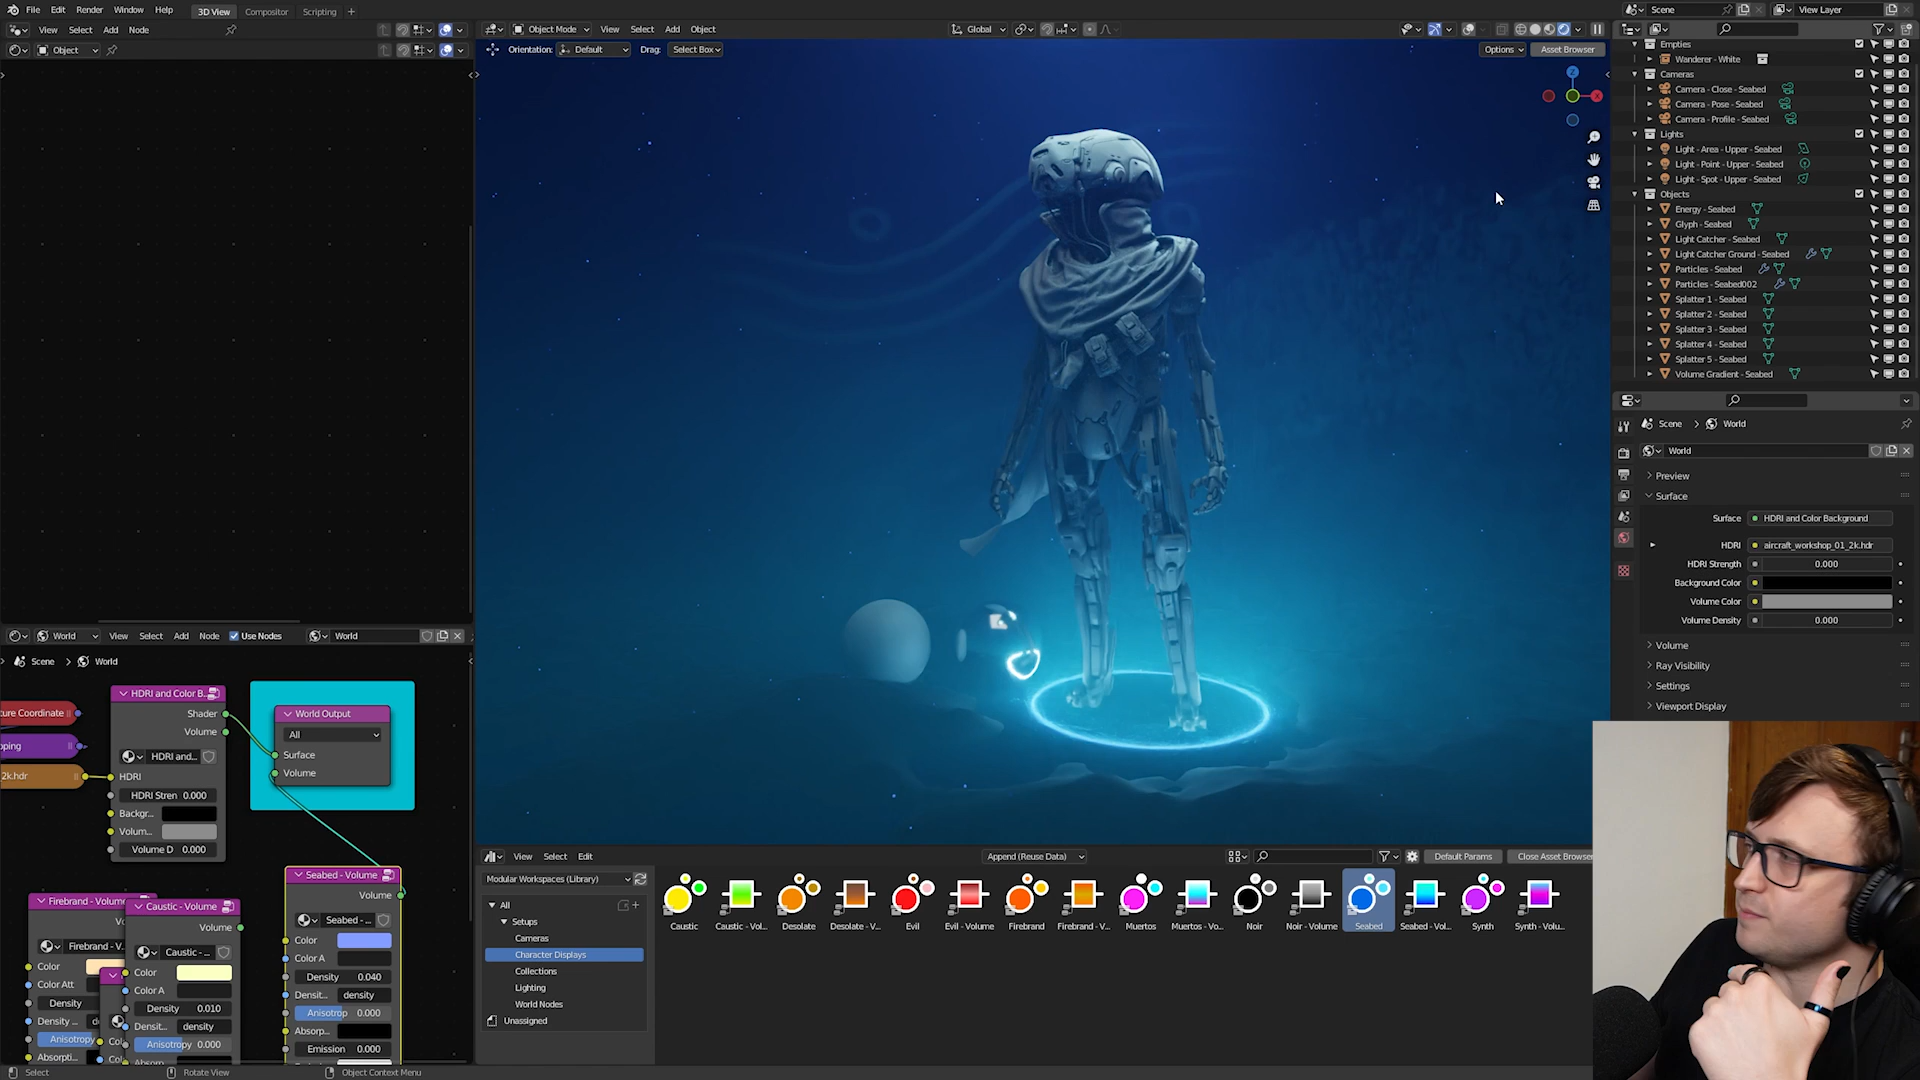 File Edit Render Window Help 3D View Compositor Scripting + Scene View Layer
View Select Add Node
Object
Object Mode View Select Add Object Global
Orientation: Default Drag: Select Box Options Asset Browser
Z
X
Empties
Wanderer - White
Cameras
Camera - Close - Seabed
Camera - Pose - Seabed
Camera - Profile - Seabed
Lights
Light - Area - Upper - Seabed
Light - Point - Upper - Seabed
Light - Spot - Upper - Seabed
Objects
Energy - Seabed
Glyph - Seabed
Light Catcher - Seabed
Light Catcher Ground - Seabed
Particles - Seabed
Particles - Seabed002
Splatter 1 - Seabed
Splatter 2 - Seabed
Splatter 3 - Seabed
Splatter 4 - Seabed
Splatter 5 - Seabed
Volume Gradient - Seabed
Scene > World
World
Preview
Surface
Surface HDRI and Color Background
HDRI aircraft_workshop_01_2k.hdr
HDRI Strength 0.000
Background Color
Volume Color
Volume Density 0.000
Volume
Ray Visibility
Settings
Viewport Display
World View Select Add Node Use Nodes World
Scene > World
ture Coordinate
pping
2k.hdr
HDRI and Color B...
Shader
Volume
HDRI and...
HDRI
HDRI Stren 0.000
Backgr...
Volum...
Volume D 0.000
World Output
All
Surface
Volume
Firebrand - Volume
Firebrand - V...
Color
Color Att
Density
Density ...
Anisotropy
Absorpti...
Caustic - Volume
Volume
Caustic - ...
Color
Color A
Density 0.010
Densit... density
Anisotropy 0.000
Seabed - Volume
Volume
Seabed - ...
Color
Color A
Density 0.040
Densit... density
Anisotrop 0.000
Absorp...
Emission 0.000
View Select Edit Append (Reuse Data) Default Params Close Asset Browser
Modular Workspaces (Library)
All
Setups
Cameras
Character Displays
Collections
Lighting
World Nodes
Unassigned
Caustic Caustic - Vol... Desolate Desolate - V... Evil Evil - Volume Firebrand Firebrand - V... Muertos Muertos - Vo... Noir Noir - Volume Seabed Seabed - Vol... Synth Synth - Volu...
Select Rotate View Object Context Menu